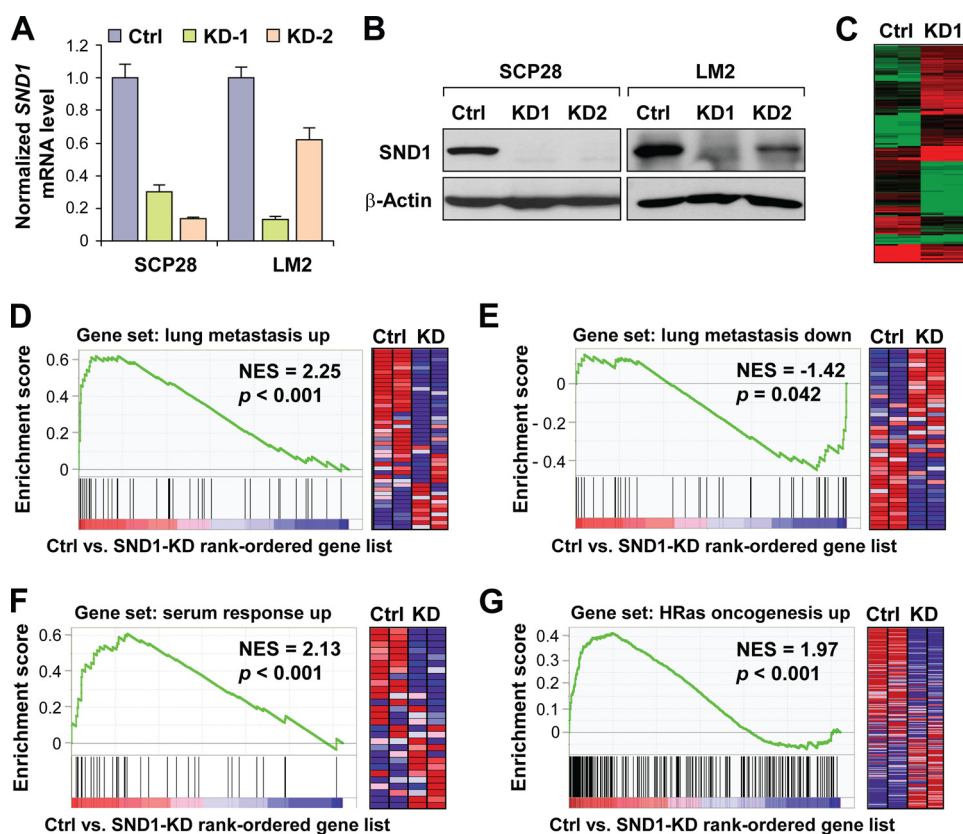 A
Ctrl KD-1 KD-2
Normalized SND1
mRNA level
1.2
1.0
0.8
0.6
0.4
0.2
0
SCP28 LM2
B
SCP28 LM2
Ctrl KD1 KD2 Ctrl KD1 KD2
SND1
β-Actin
C
Ctrl KD1
D
Gene set: lung metastasis up
Ctrl KD
Enrichment score
0.6
0.4
0.2
0
NES = 2.25
p < 0.001
Ctrl vs. SND1-KD rank-ordered gene list
E
Gene set: lung metastasis down
Ctrl KD
Enrichment score
0
- 0.2
- 0.4
NES = -1.42
p = 0.042
Ctrl vs. SND1-KD rank-ordered gene list
F
Gene set: serum response up
Ctrl KD
Enrichment score
0.6
0.4
0.2
0
NES = 2.13
p < 0.001
Ctrl vs. SND1-KD rank-ordered gene list
G
Gene set: HRas oncogenesis up
Ctrl KD
Enrichment score
0.4
0.3
0.2
0.1
0
NES = 1.97
p < 0.001
Ctrl vs. SND1-KD rank-ordered gene list